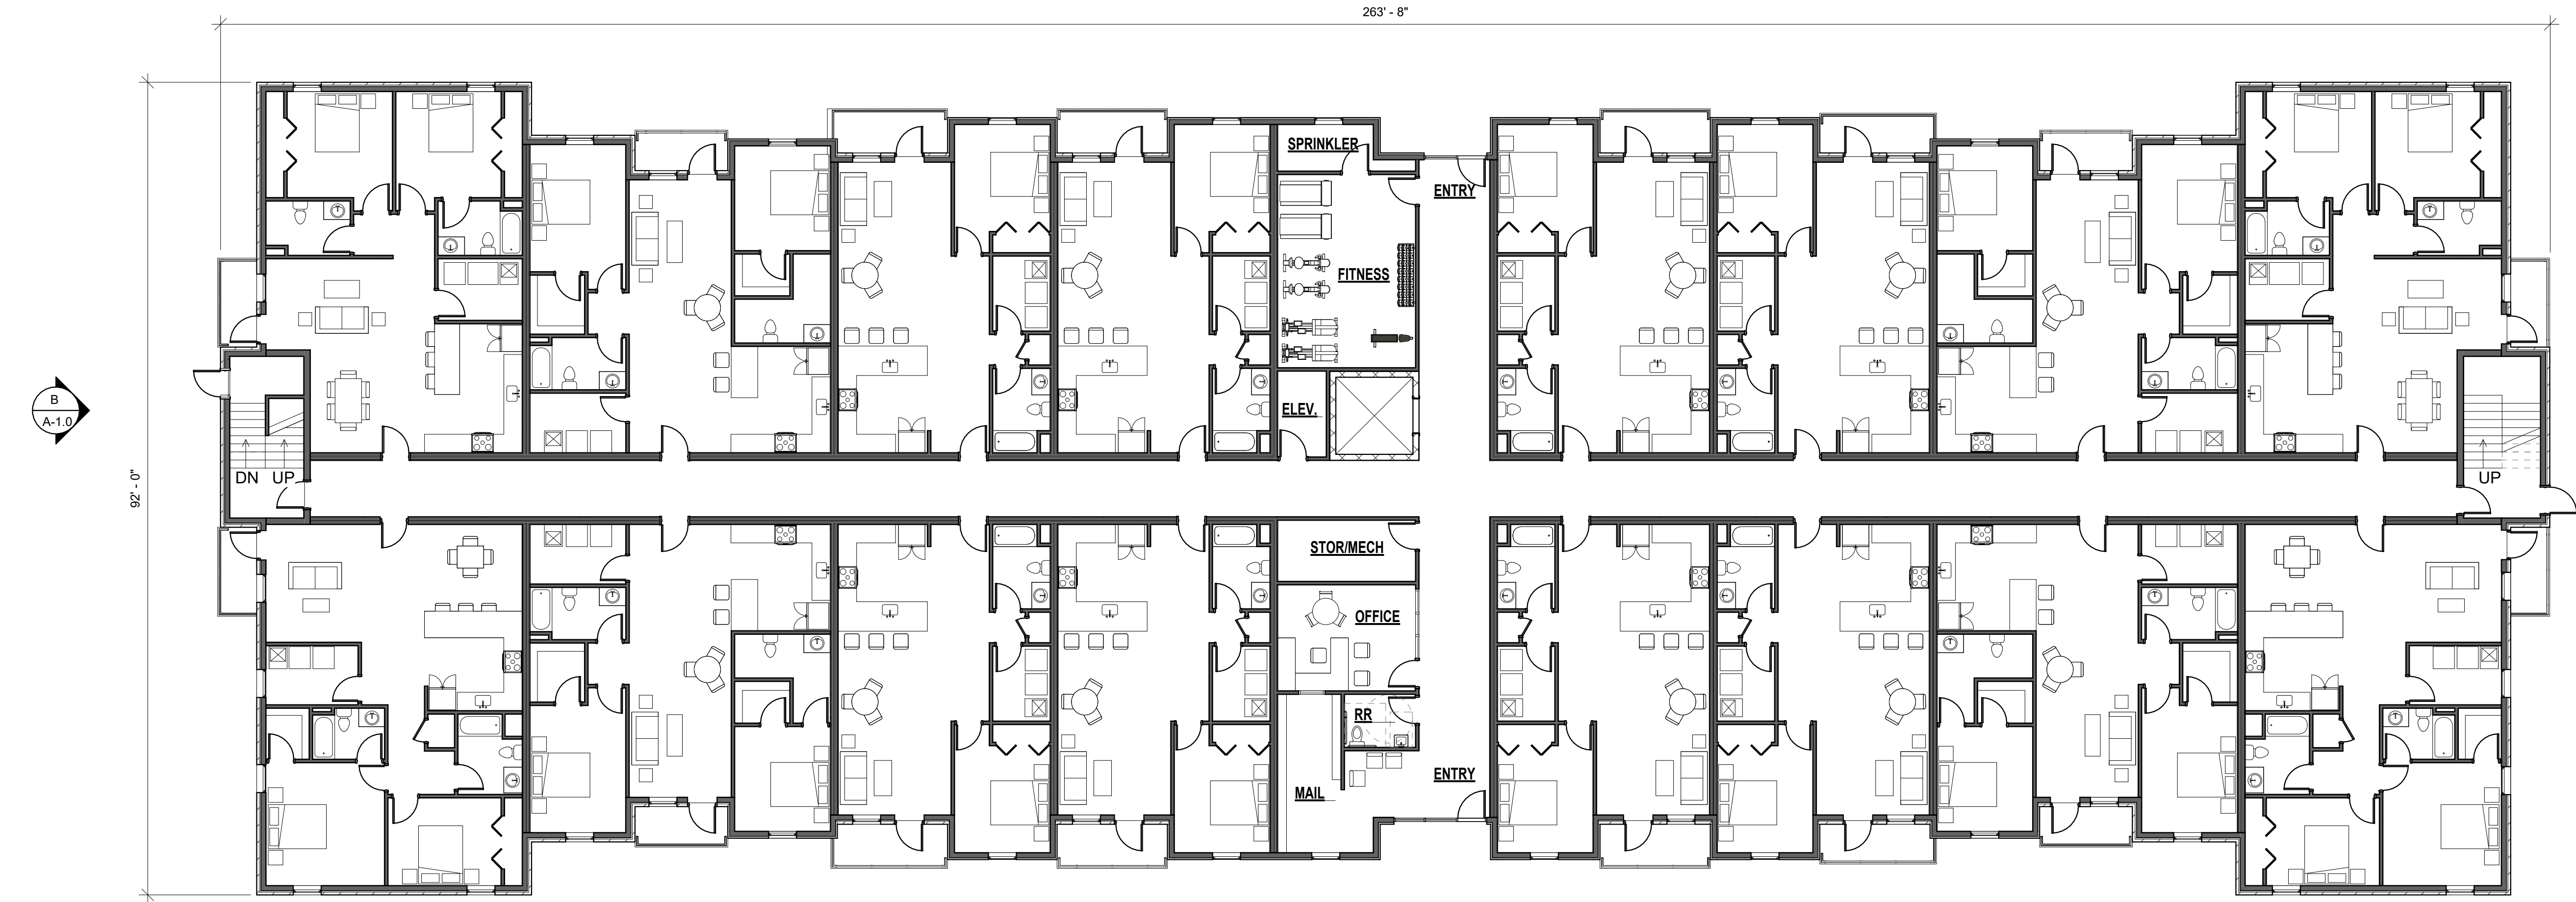 263' - 8"
SPRINKLER
ENTRY
FITNESS
B
A-1.0
ELEV.
92' - 0"
DN UP
UP
STOR/MECH
OFFICE
RR
ENTRY
MAIL